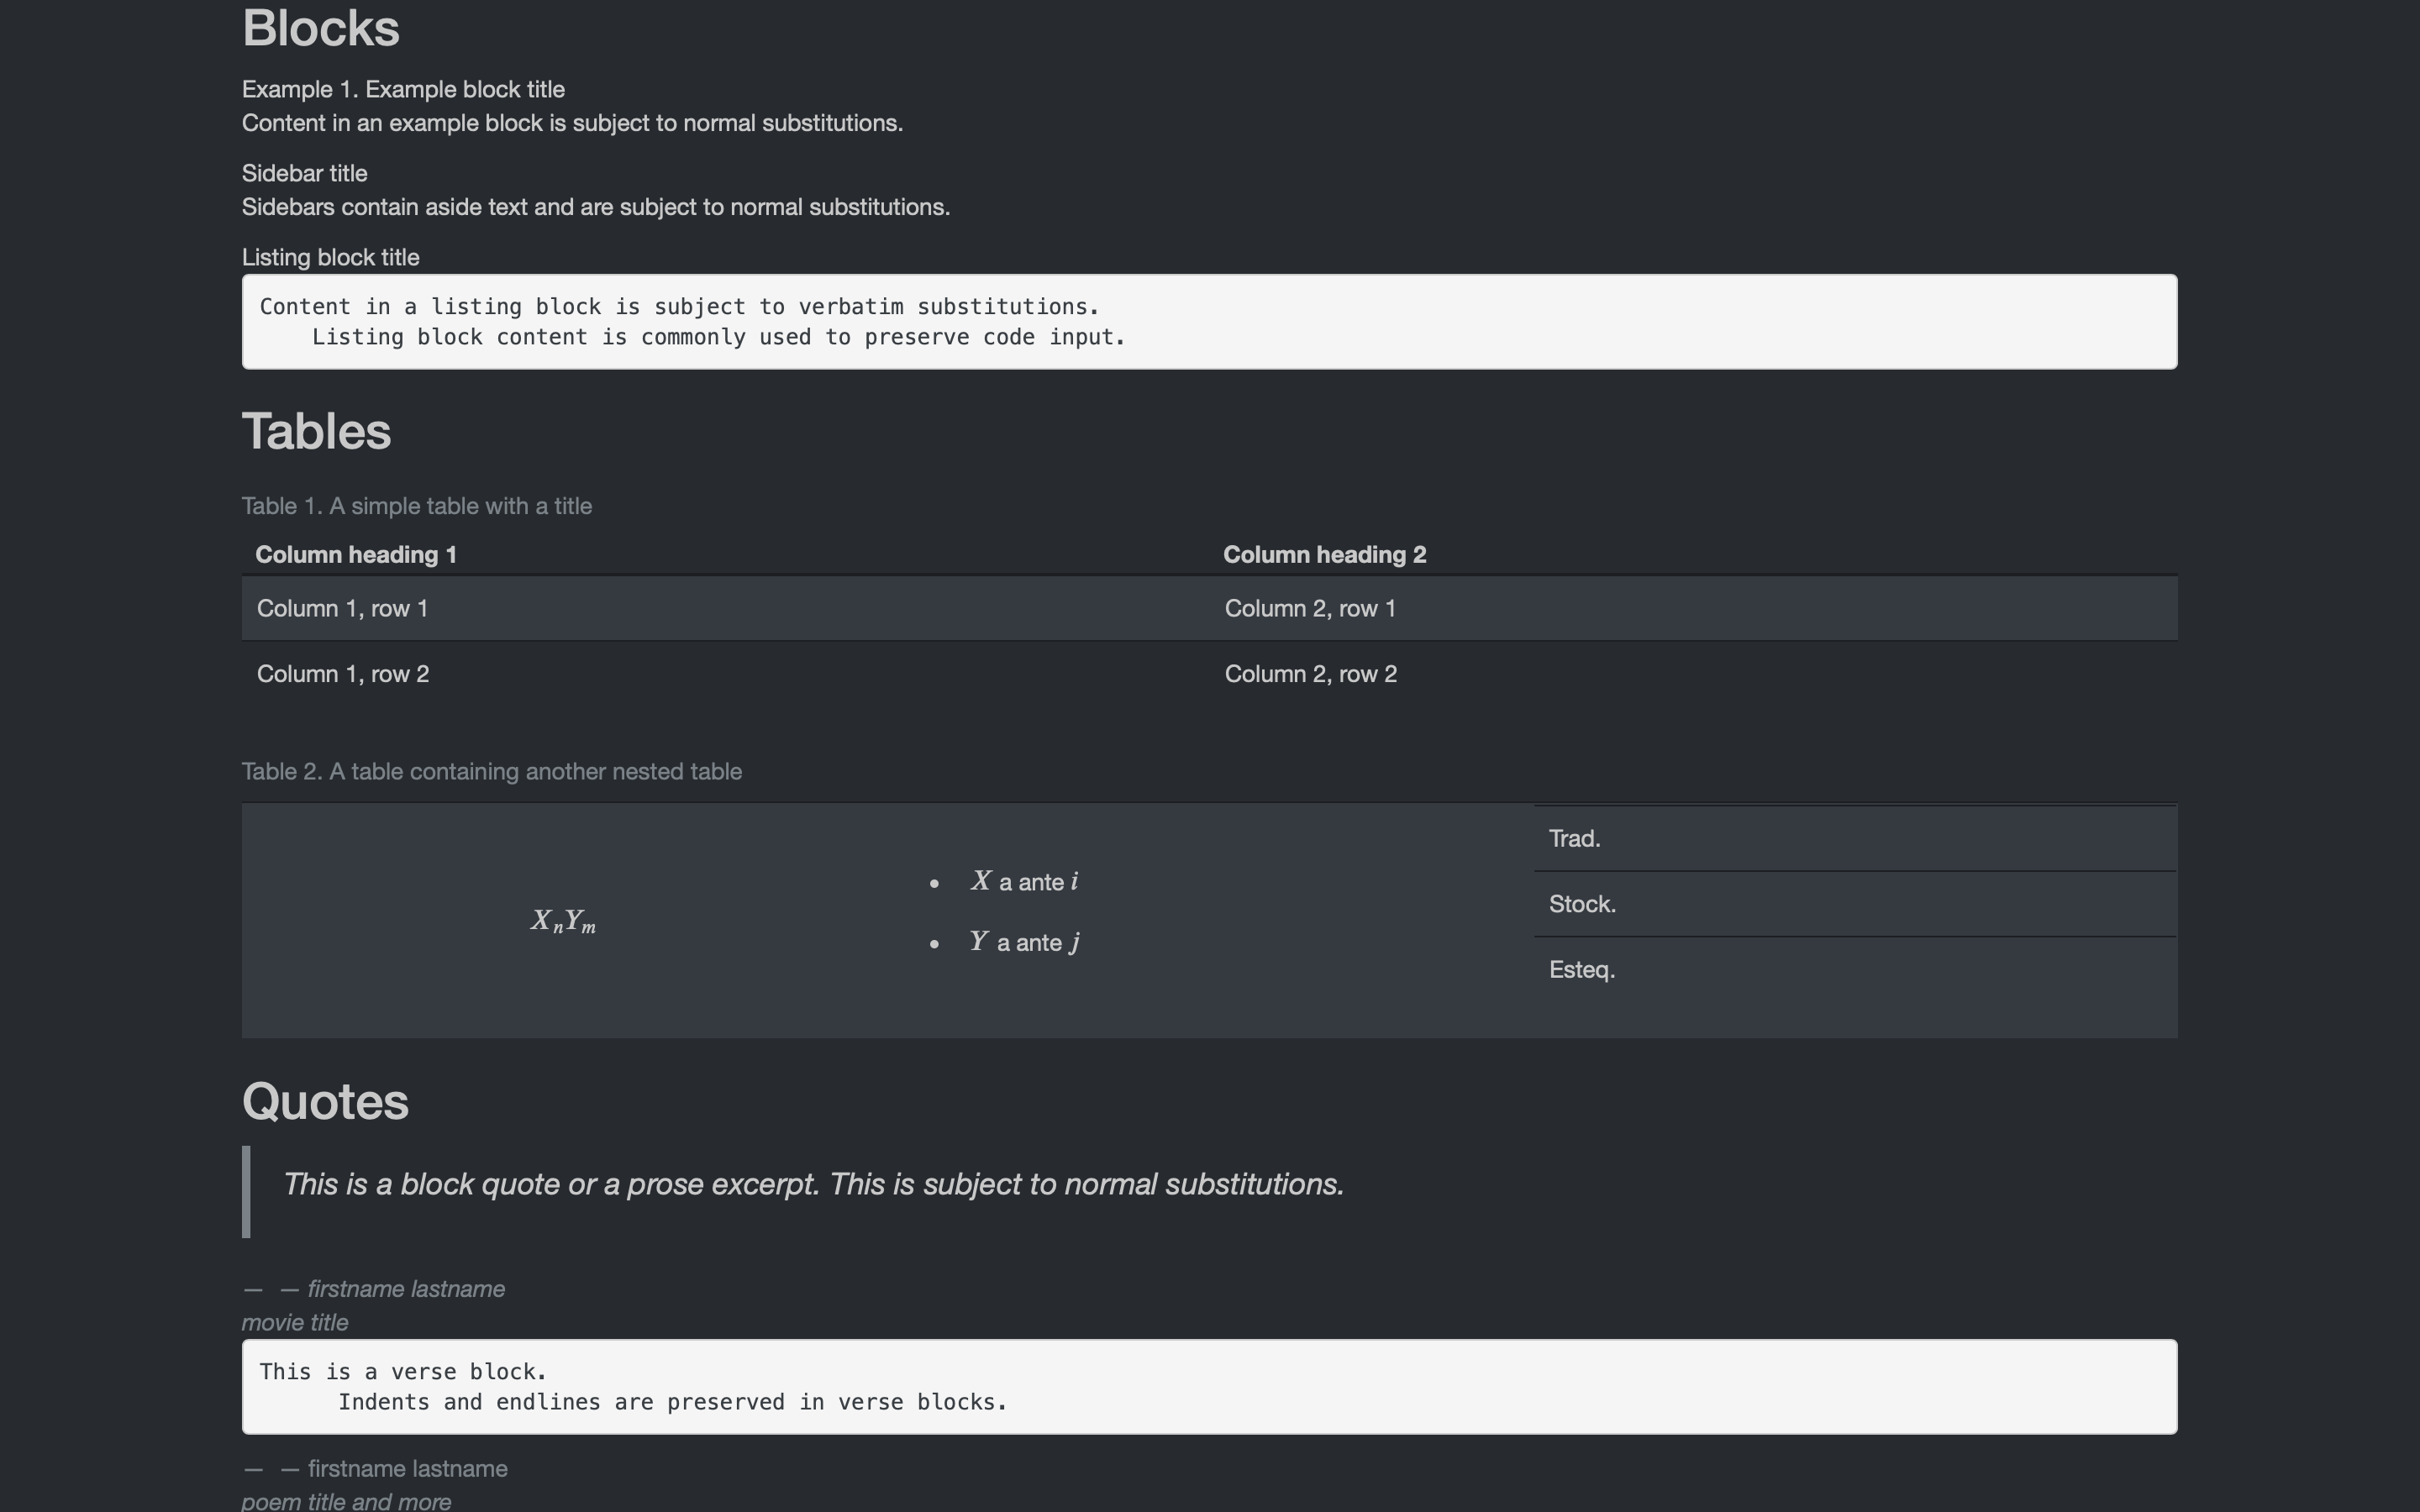 Blocks
Example 1. Example block title
Content in an example block is subject to normal substitutions.
Sidebar title
Sidebars contain aside text and are subject to normal substitutions.
Listing block title
Content in a listing block is subject to verbatim substitutions.
    Listing block content is commonly used to preserve code input.
Tables
Table 1. A simple table with a title
Column heading 1 Column heading 2
Column 1, row 1 Column 2, row 1
Column 1, row 2 Column 2, row 2
Table 2. A table containing another nested table
XₙYₘ
• X a ante i
• Y a ante j
Trad.
Stock.
Esteq.
Quotes
This is a block quote or a prose excerpt. This is subject to normal substitutions.
— — firstname lastname
movie title
This is a verse block.
      Indents and endlines are preserved in verse blocks.
— — firstname lastname
poem title and more